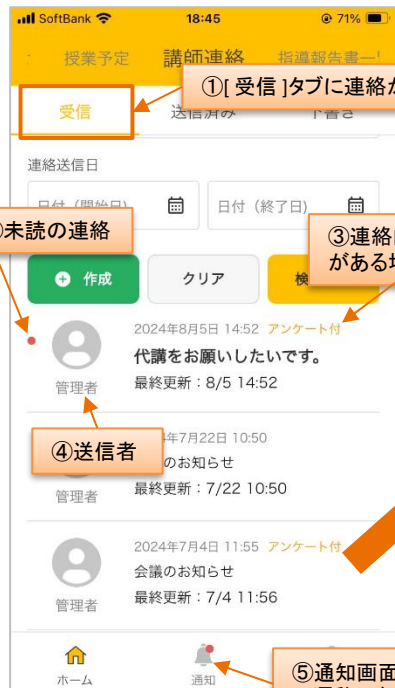 SoftBank 18:45 71%
授業予定 講師連絡 指導報告書一
①[ 受信 ]タブに連絡
受信 送信済み 下書き
連絡送信日
日付（開始日） 日付（終了日）
未読の連絡
③連絡
がある
作成 クリア 検
2024年8月5日 14:52 アンケート付
代講をお願いしたいです。
管理者 最終更新：8/5 14:52
④送信者
年7月22日 10:50
のお知らせ
管理者 最終更新：7/22 10:50
2024年7月4日 11:55 アンケート付
会議のお知らせ
管理者 最終更新：7/4 11:56
ホーム 通知
⑤通知画面